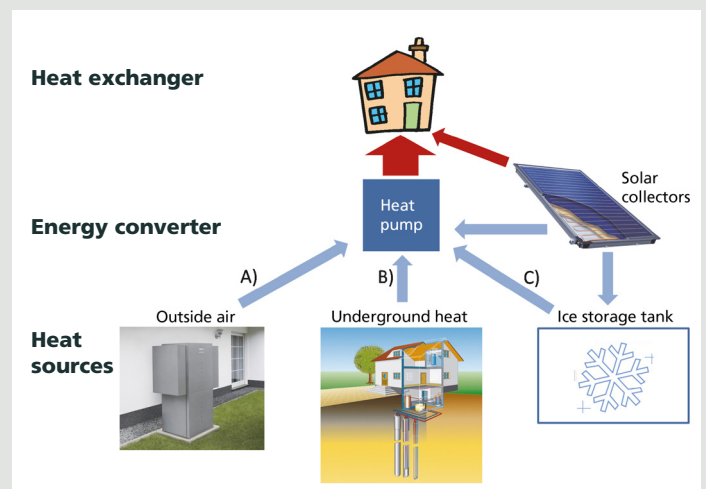 Heat exchanger
Solar
collectors
Heat
pump
Energy converter
A)
B)
C)
Outside air
Underground heat
Ice storage tank
Heat
sources